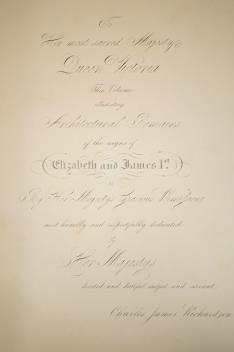 To
Her most sacred Majesty
Queen Victoria
This Volume
illustrating
Architectural Remains
of the reigns of
Elizabeth and James I.st
is
By Her Majesty's Gracious Permission
most humbly and respectfully dedicated
by
Her Majesty's
devoted and dutiful subject and servant,
Charles James Richardson